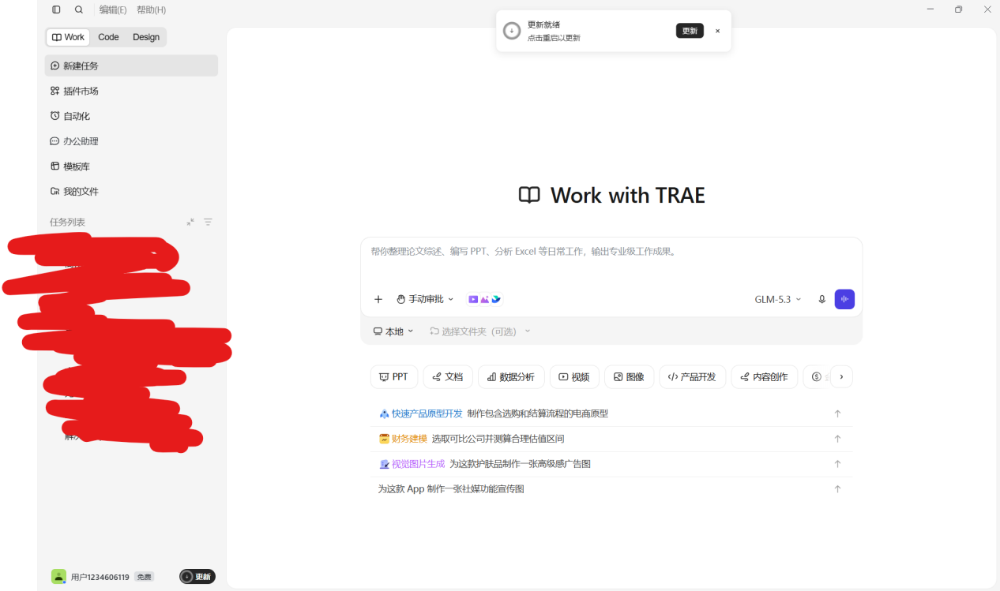 编辑(E) 帮助(H)
更新就绪
点击重启以更新
更新
Work Code Design
新建任务
插件市场
自动化
办公助理
模板库
我的文件
任务列表
解决
用户1234606119 免费 更新
Work with TRAE
帮你整理论文综述、编写 PPT、分析 Excel 等日常工作，输出专业级工作成果。
手动审批 GLM-5.3
本地 选择文件夹（可选）
PPT 文档 数据分析 视频 图像 产品开发 内容创作
快速产品原型开发 制作包含选购和结算流程的电商原型
财务建模 选取可比公司并测算合理估值区间
视觉图片生成 为这款护肤品制作一张高级感广告图
为这款 App 制作一张社媒功能宣传图